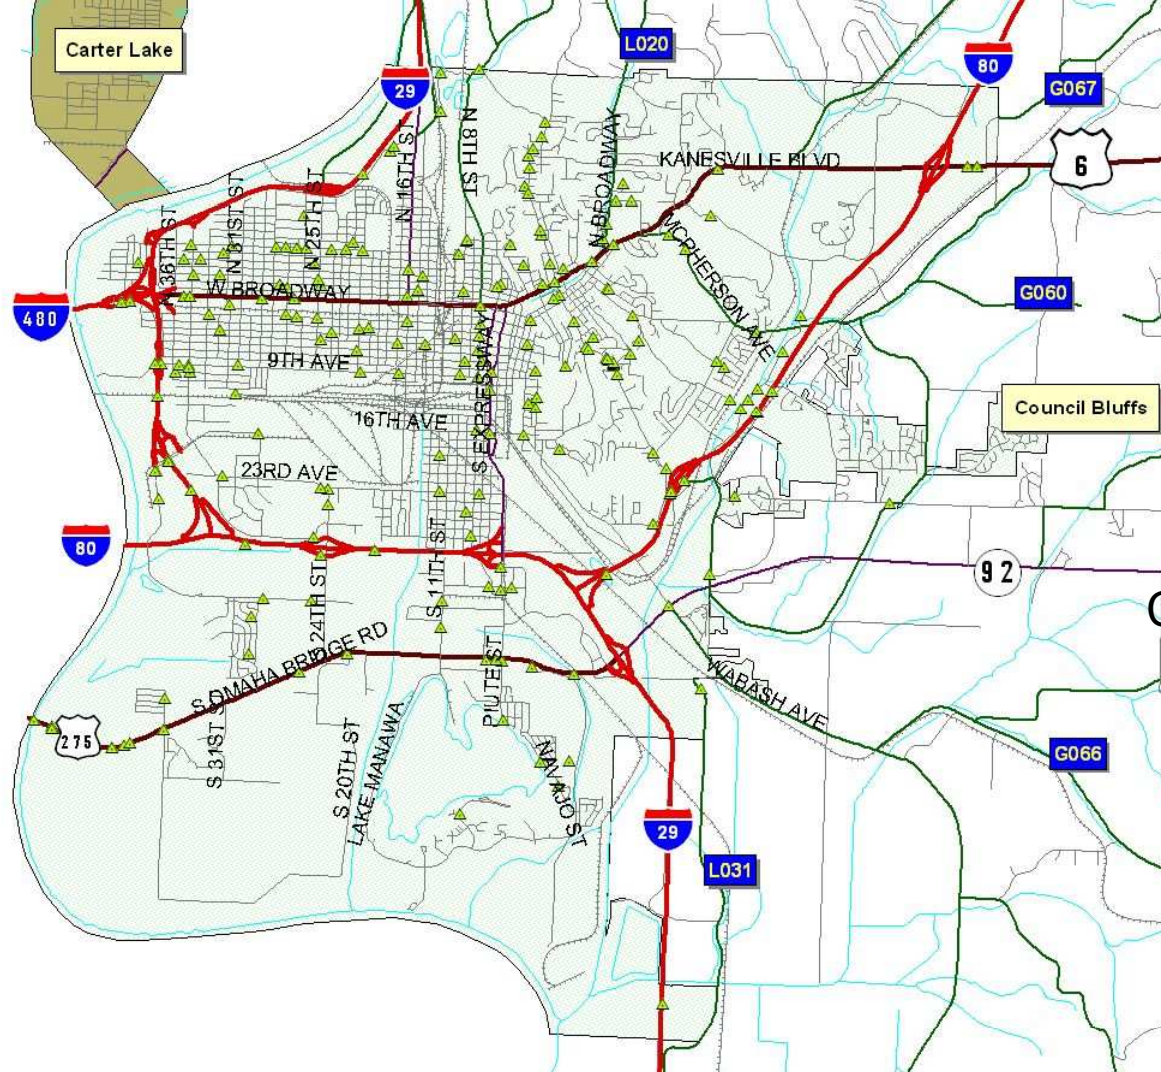 L020
Carter Lake
80
29
G067
N 8TH ST
N BROADWAY
N 16TH ST
KANESVILLE BLVD
6
N 25TH ST
N 31ST ST
N 36TH ST
MCPHERSON AVE
W BROADWAY
G060
480
9TH AVE
S EXPRESSWAY
Council Bluffs
16TH AVE
23RD AVE
80
S 11TH ST
92
S 24TH ST
S OMAHA BRIDGE RD
PIUTE ST
WABASH AVE
275
S 31ST S
S 20TH ST
LAKE MANAWA
NAVAJO ST
G066
29
L031